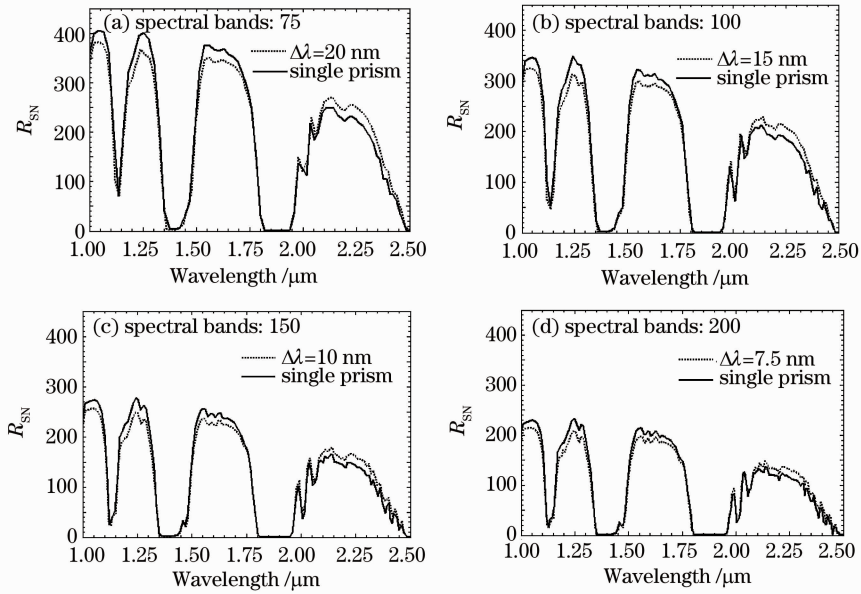 (a) spectral bands: 75
Δλ=20 nm
single prism
400
300
200
100
0
R_SN
1.00 1.25 1.50 1.75 2.00 2.25 2.50
Wavelength /μm
(b) spectral bands: 100
Δλ=15 nm
single prism
400
300
200
100
0
R_SN
1.00 1.25 1.50 1.75 2.00 2.25 2.50
Wavelength /μm
(c) spectral bands: 150
Δλ=10 nm
single prism
400
300
200
100
0
R_SN
1.00 1.25 1.50 1.75 2.00 2.25 2.50
Wavelength /μm
(d) spectral bands: 200
Δλ=7.5 nm
single prism
400
300
200
100
0
R_SN
1.00 1.25 1.50 1.75 2.00 2.25 2.50
Wavelength /μm